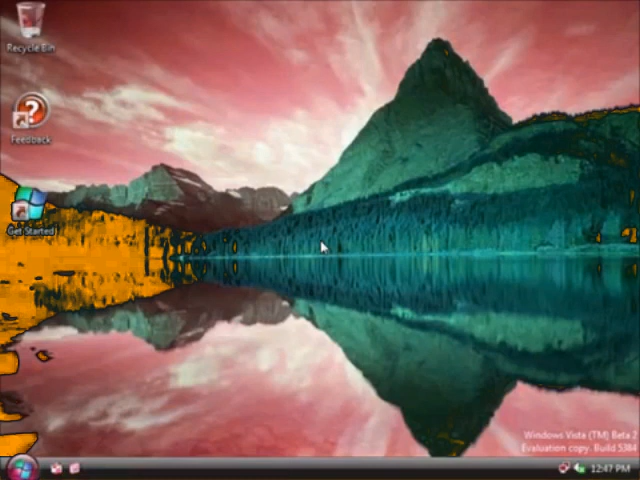 Recycle Bin
Feedback
Get Started
Windows Vista (TM) Beta 2
Evaluation copy. Build 5384
12:47 PM